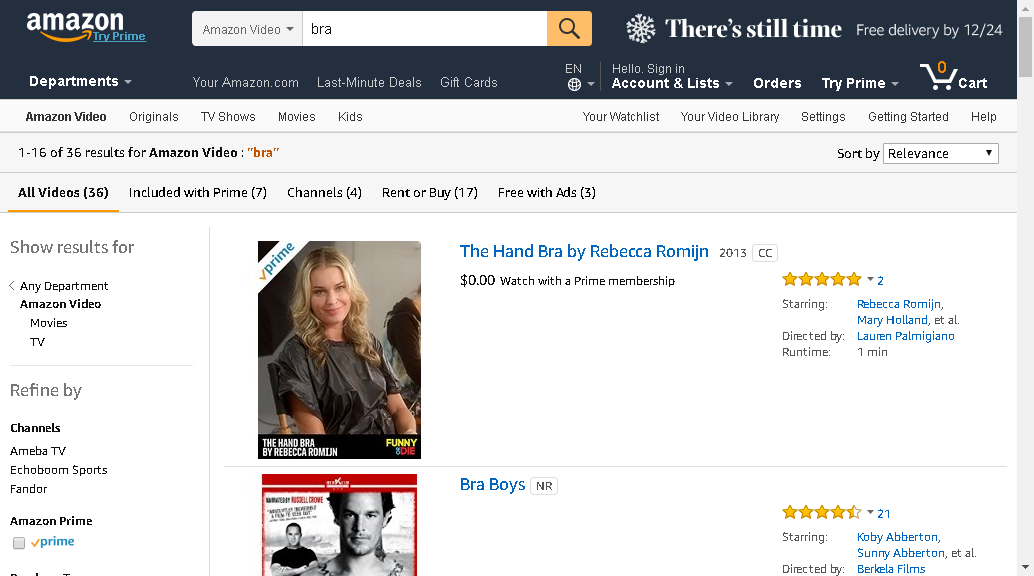 amazon
Try Prime
Amazon Video
bra
There's still time
Free delivery by 12/24
Departments
Your Amazon.com
Last-Minute Deals
Gift Cards
EN
Hello. Sign in
Account & Lists
Orders
Try Prime
0
Cart
Amazon Video
Originals
TV Shows
Movies
Kids
Your Watchlist
Your Video Library
Settings
Getting Started
Help
1-16 of 36 results for Amazon Video : "bra"
Sort by Relevance
All Videos (36)
Included with Prime (7)
Channels (4)
Rent or Buy (17)
Free with Ads (3)
Show results for
Any Department
Amazon Video
Movies
TV
Refine by
Channels
Ameba TV
Echoboom Sports
Fandor
Amazon Prime
prime
prime
THE HAND BRA
BY REBECCA ROMIJN
FUNNY
OR DIE
The Hand Bra by Rebecca Romijn 2013 CC
$0.00 Watch with a Prime membership
2
Starring: Rebecca Romijn,
Mary Holland, et al.
Directed by: Lauren Palmigiano
Runtime: 1 min
NARRATED BY RUSSELL CROWE
Bra Boys NR
21
Starring: Koby Abberton,
Sunny Abberton, et al.
Directed by: Berkela Films